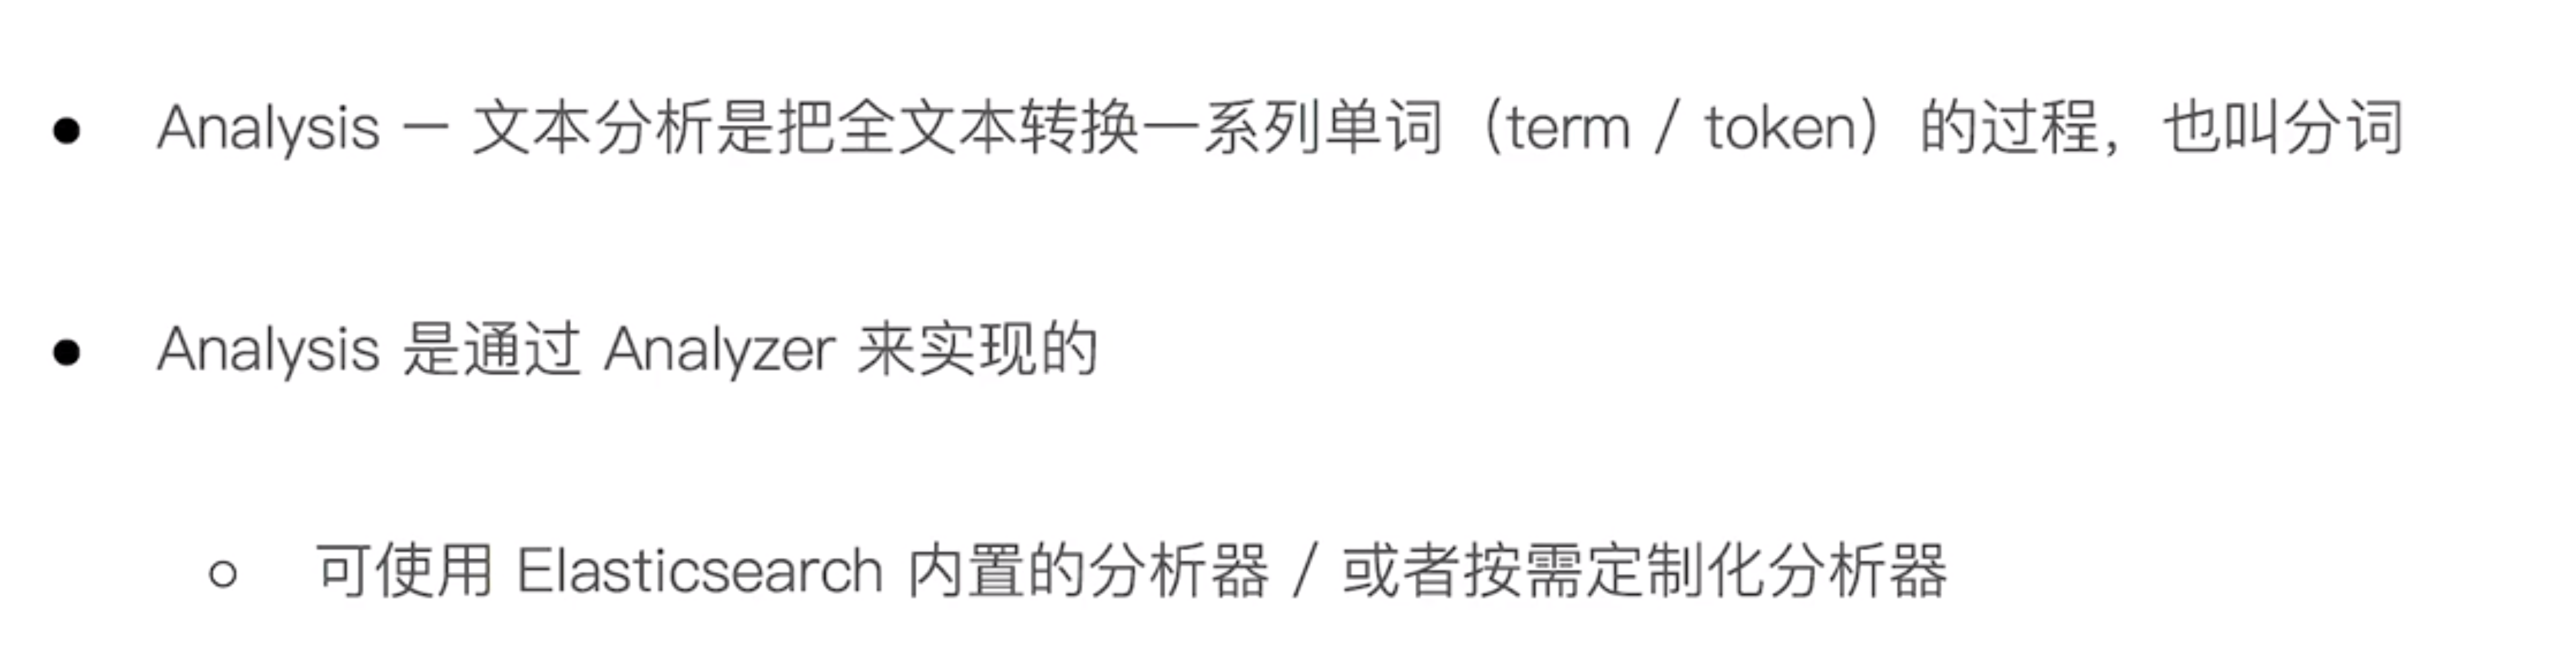 ● Analysis — 文本分析是把全文本转换一系列单词（term / token）的过程，也叫分词
● Analysis 是通过 Analyzer 来实现的
○ 可使用 Elasticsearch 内置的分析器 / 或者按需定制化分析器